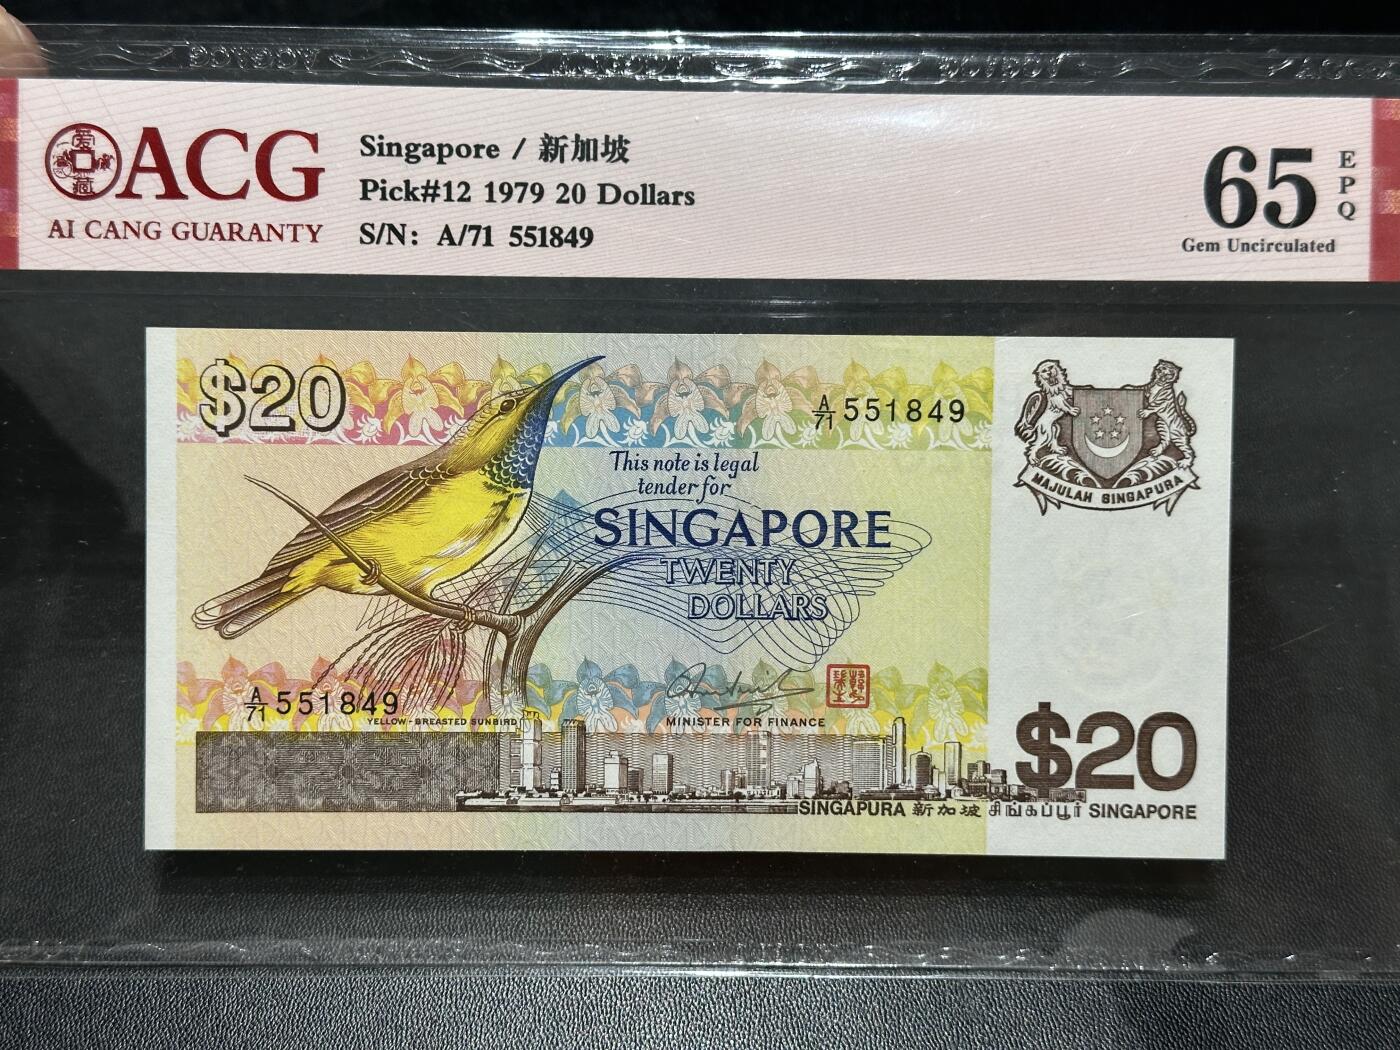 ACG
AI CANG GUARANTY
Singapore / 新加坡
Pick#12 1979 20 Dollars
S/N: A/71 551849
65
EPQ
Gem Uncirculated
$20
A/71 551849
This note is legal
tender for
SINGAPORE
TWENTY
DOLLARS
MAJULAH SINGAPURA
A/71 551849
YELLOW-BREASTED SUNBIRD
MINISTER FOR FINANCE
$20
SINGAPURA 新加坡 சிங்கப்பூர் SINGAPORE